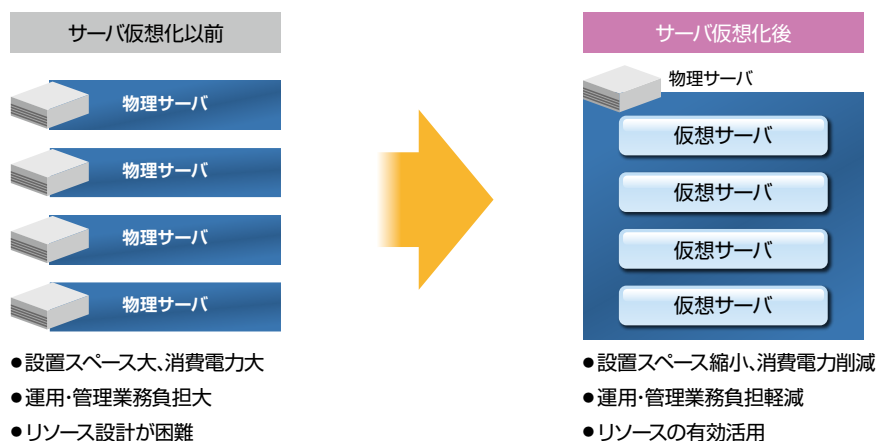 サーバ仮想化以前
物理サーバ
物理サーバ
物理サーバ
物理サーバ
●設置スペース大、消費電力大
●運用・管理業務負担大
●リソース設計が困難
サーバ仮想化後
物理サーバ
仮想サーバ
仮想サーバ
仮想サーバ
仮想サーバ
●設置スペース縮小、消費電力削減
●運用・管理業務負担軽減
●リソースの有効活用